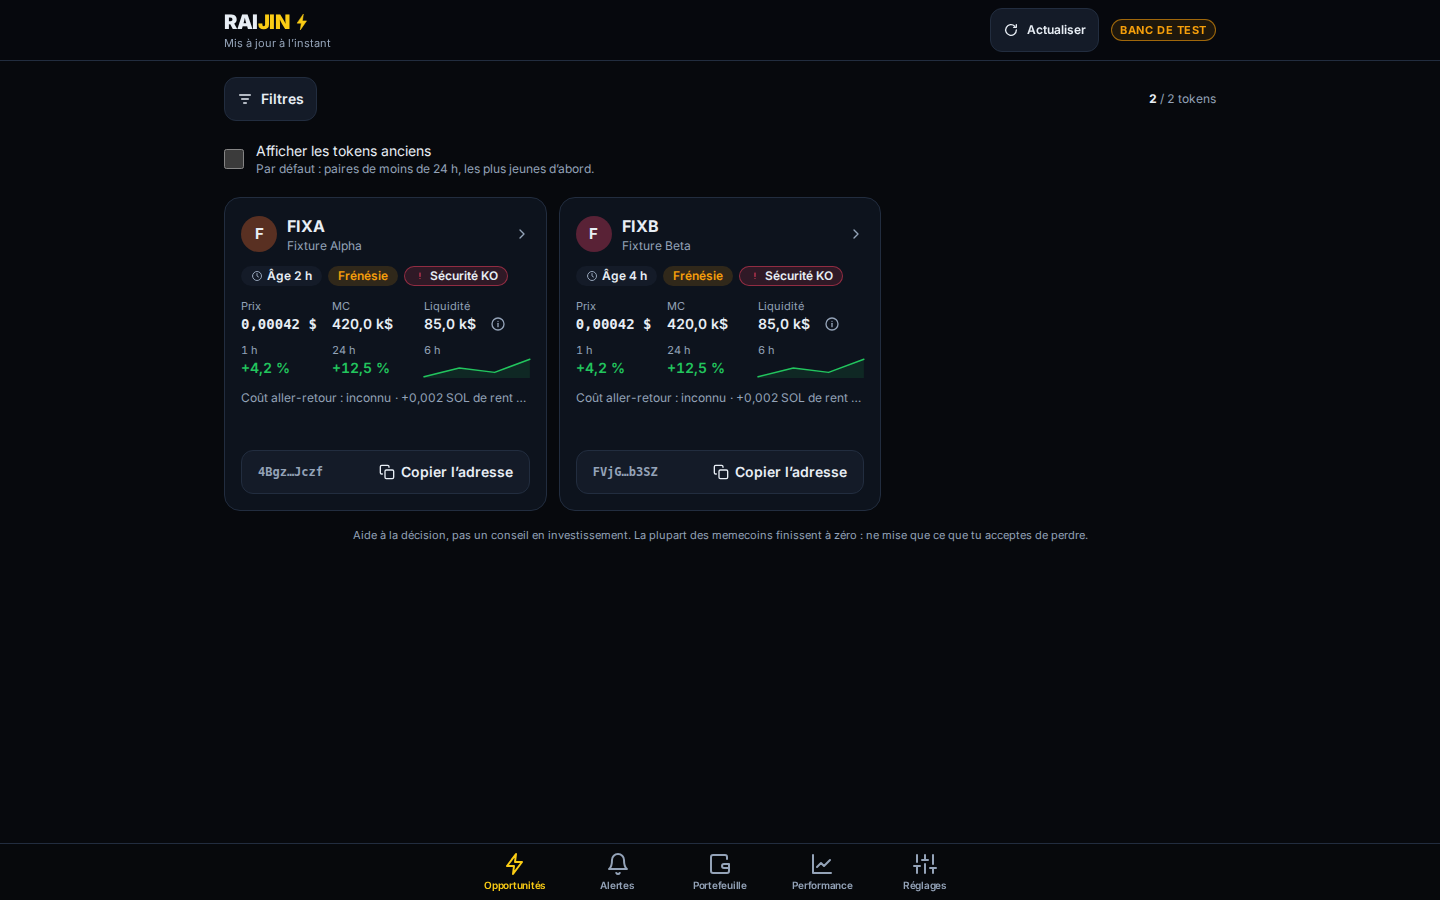 RAIJIN
Mis à jour à l'instant
Actualiser
BANC DE TEST
Filtres
2 / 2 tokens
Afficher les tokens anciens
Par défaut : paires de moins de 24 h, les plus jeunes d’abord.
F
FIXA
Fixture Alpha
Âge 2 h
Frénésie
! Sécurité KO
Prix
MC
Liquidité
0,00042 $
420,0 k$
85,0 k$
1 h
24 h
6 h
+4,2 %
+12,5 %
Coût aller-retour : inconnu · +0,002 SOL de rent …
4Bgz…Jczf
Copier l’adresse
F
FIXB
Fixture Beta
Âge 4 h
Frénésie
! Sécurité KO
Prix
MC
Liquidité
0,00042 $
420,0 k$
85,0 k$
1 h
24 h
6 h
+4,2 %
+12,5 %
Coût aller-retour : inconnu · +0,002 SOL de rent …
FVjG…b3SZ
Copier l’adresse
Aide à la décision, pas un conseil en investissement. La plupart des memecoins finissent à zéro : ne mise que ce que tu acceptes de perdre.
Opportunités
Alertes
Portefeuille
Performance
Réglages